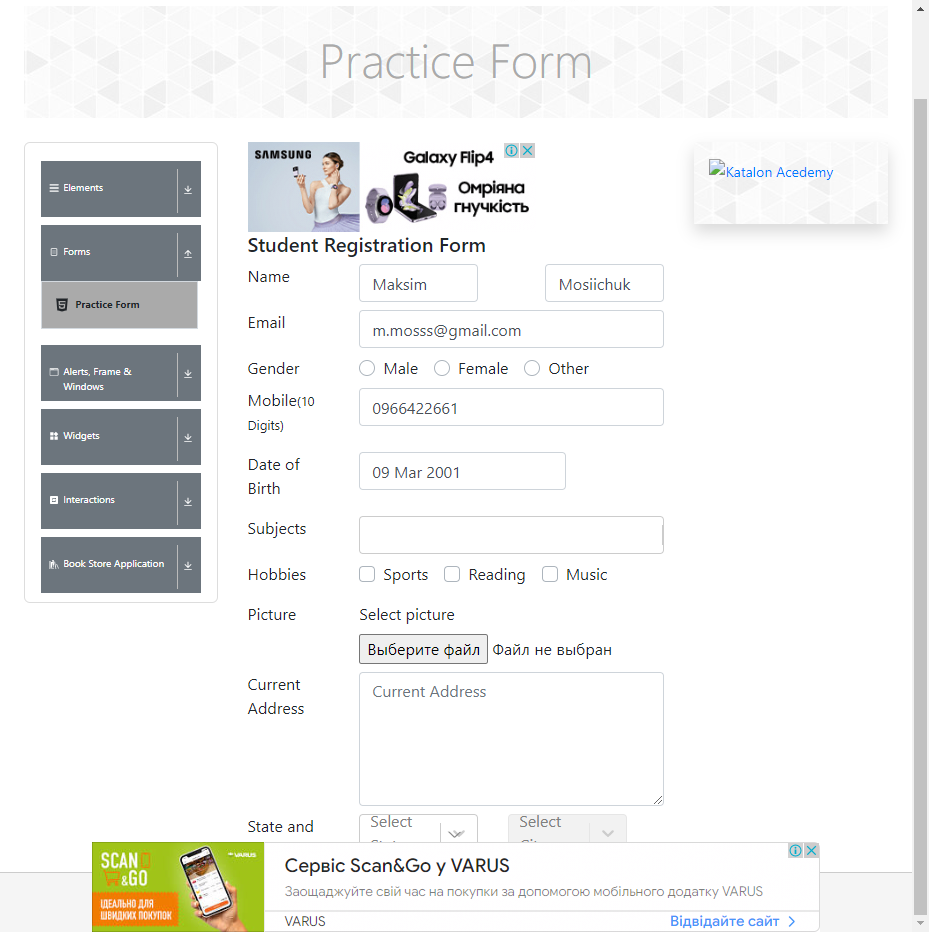 Practice Form
Elements
Forms
Practice Form
Alerts, Frame &
Windows
Widgets
Interactions
Book Store Application
SAMSUNG
Galaxy Flip4
Омріяна
гнучкість
Katalon Acedemy
Student Registration Form
Name
Maksim
Mosiichuk
Email
m.mosss@gmail.com
Gender
Male
Female
Other
Mobile(10
Digits)
0966422661
Date of
Birth
09 Mar 2001
Subjects
Hobbies
Sports
Reading
Music
Picture
Select picture
Выберите файл Файл не выбран
Current
Address
Current Address
State and
Select
Select
SCAN
&GO
VARUS
ІДЕАЛЬНО ДЛЯ
ШВИДКИХ ПОКУПОК
Сервіс Scan&Go у VARUS
Заощаджуйте свій час на покупки за допомогою мобільного додатку VARUS
VARUS
Відвідайте сайт